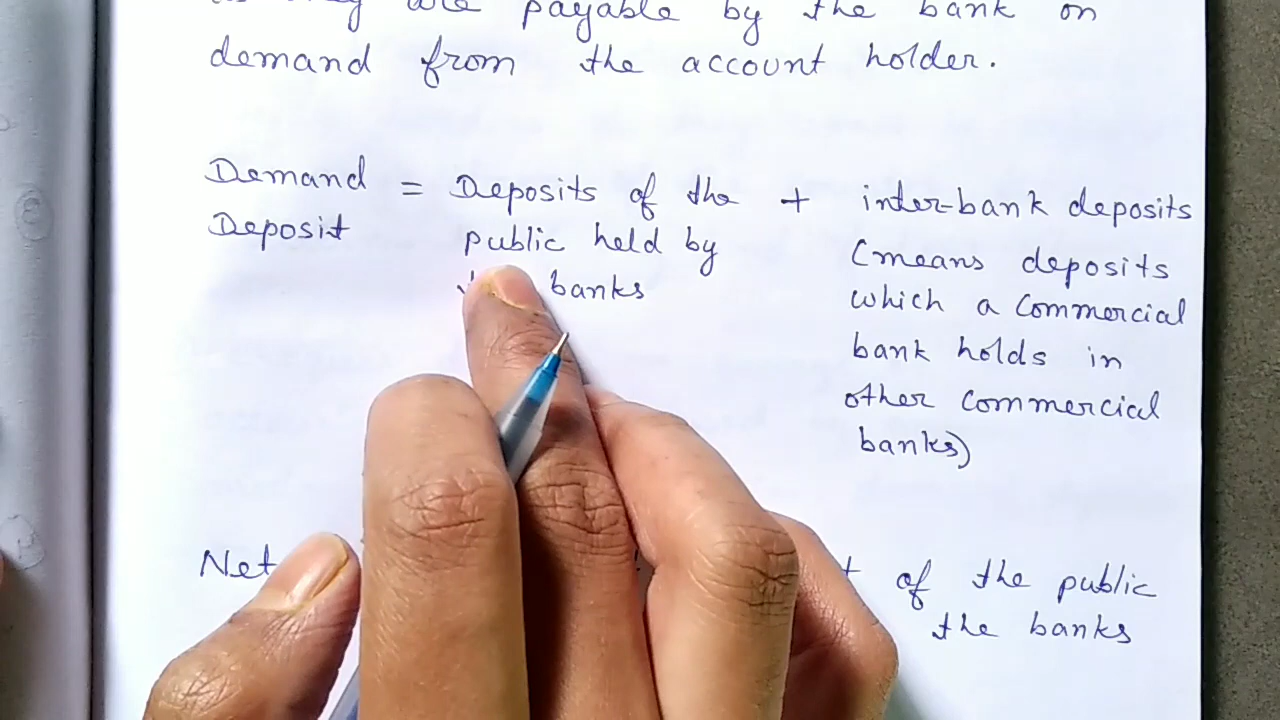 are payable by the bank on
demand from the account holder.
Demand = Deposits of the + inter-bank deposits
Deposit public held by (means deposits
banks which a commercial
bank holds in
other commercial
banks)
Net of the public
the banks